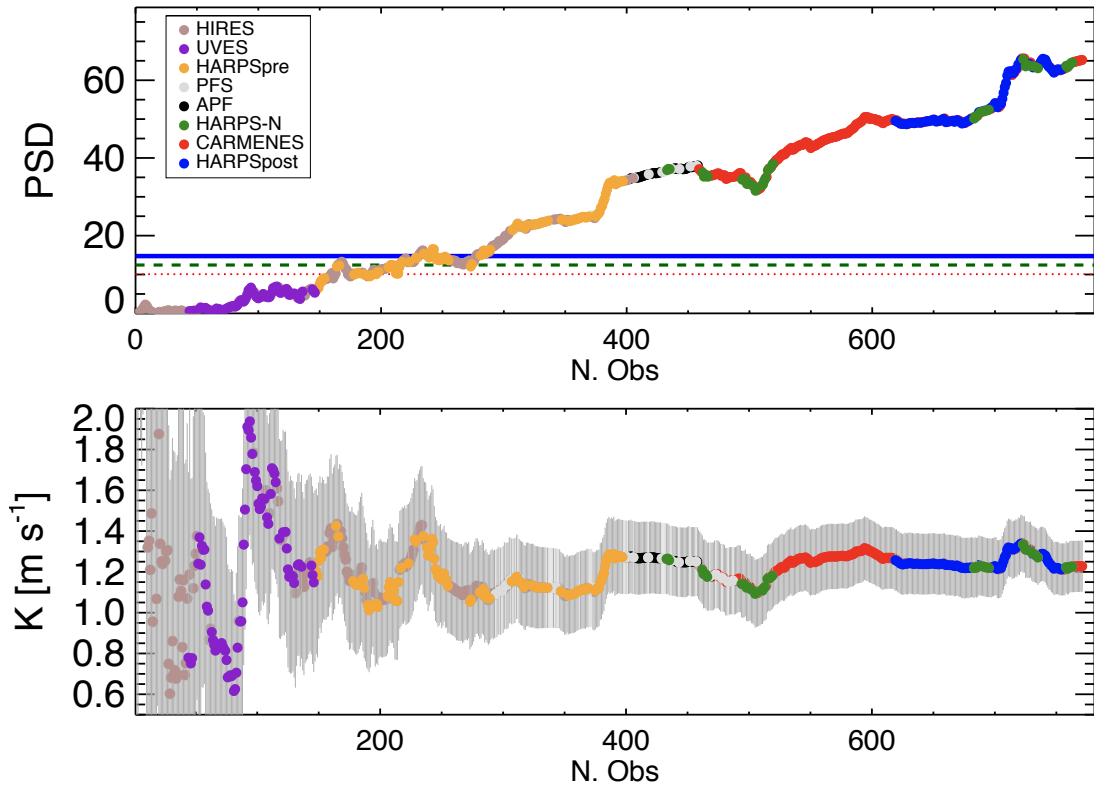 60
40
20
0
PSD
HIRES
UVES
HARPSpre
PFS
APF
HARPS-N
CARMENES
HARPSpost
0 200 400 600
N. Obs
2.0
1.8
1.6
1.4
1.2
1.0
0.8
0.6
K [m s⁻¹]
200 400 600
N. Obs